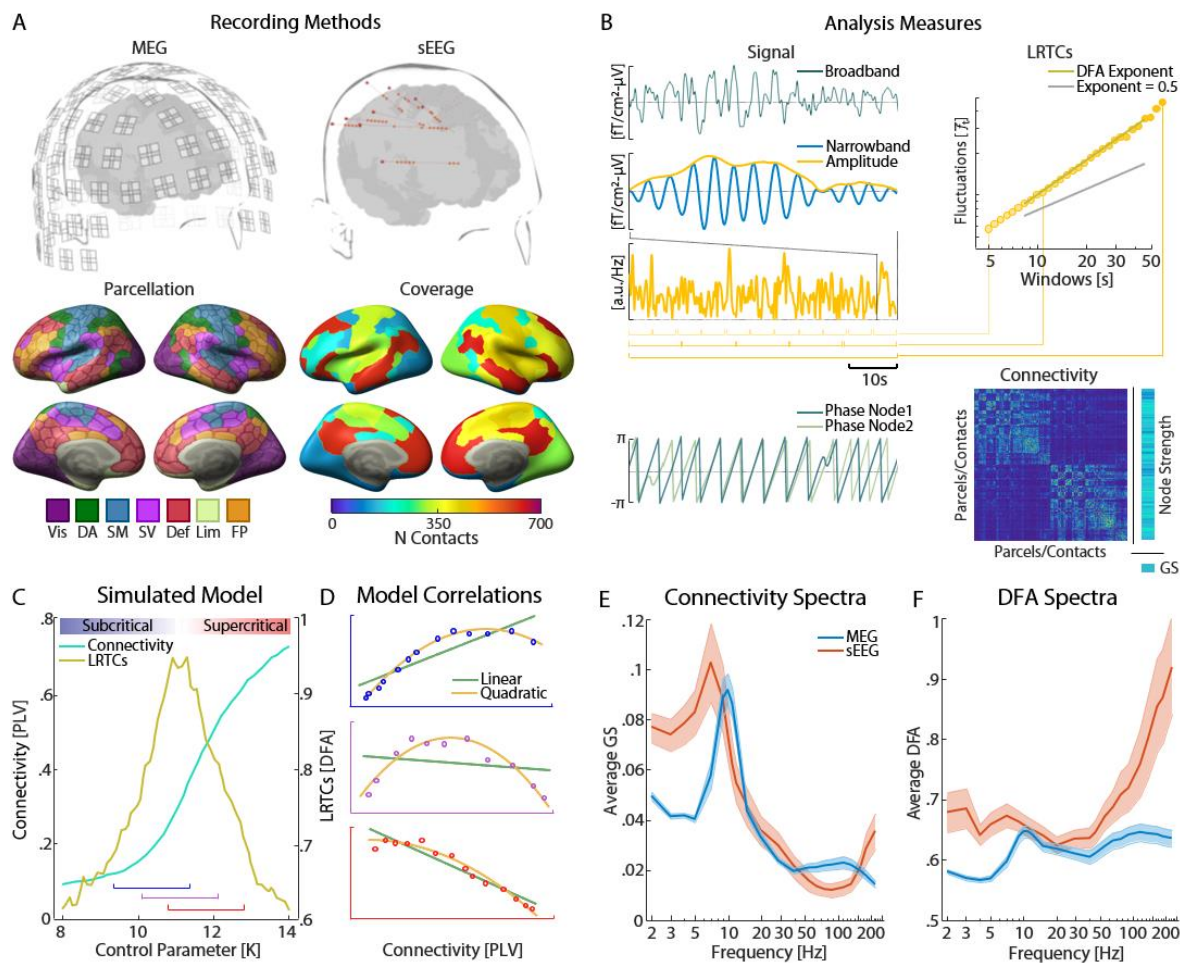 A
Recording Methods
MEG
sEEG
Parcellation
Coverage
Vis DA SM SV Def Lim FP
0 350 700
N Contacts
B
Analysis Measures
Signal
Broadband
[fT/cm²-μV]
Narrowband
Amplitude
[fT/cm²-μV]
[a.u./Hz]
10s
Phase Node1
Phase Node2
π
-π
LRTCs
DFA Exponent
Exponent = 0.5
Fluctuations
5 10 30 50
Windows [s]
Connectivity
Parcels/Contacts
Node Strength
Parcels/Contacts
GS
C
Simulated Model
Subcritical
Supercritical
Connectivity
LRTCs
.8
.6
.4
.2
0
Connectivity [PLV]
1
.9
.8
.7
.6
LRTCs [DFA]
8 10 12 14
Control Parameter [K]
D
Model Correlations
Linear
Quadratic
Connectivity [PLV]
E
Connectivity Spectra
MEG
sEEG
.12
.1
.08
.06
.04
.02
0
Average GS
2 3 5 10 20 30 50 100 200
Frequency [Hz]
F
DFA Spectra
1
.9
.8
.7
.6
.5
Average DFA
2 3 5 10 20 30 50 100 200
Frequency [Hz]